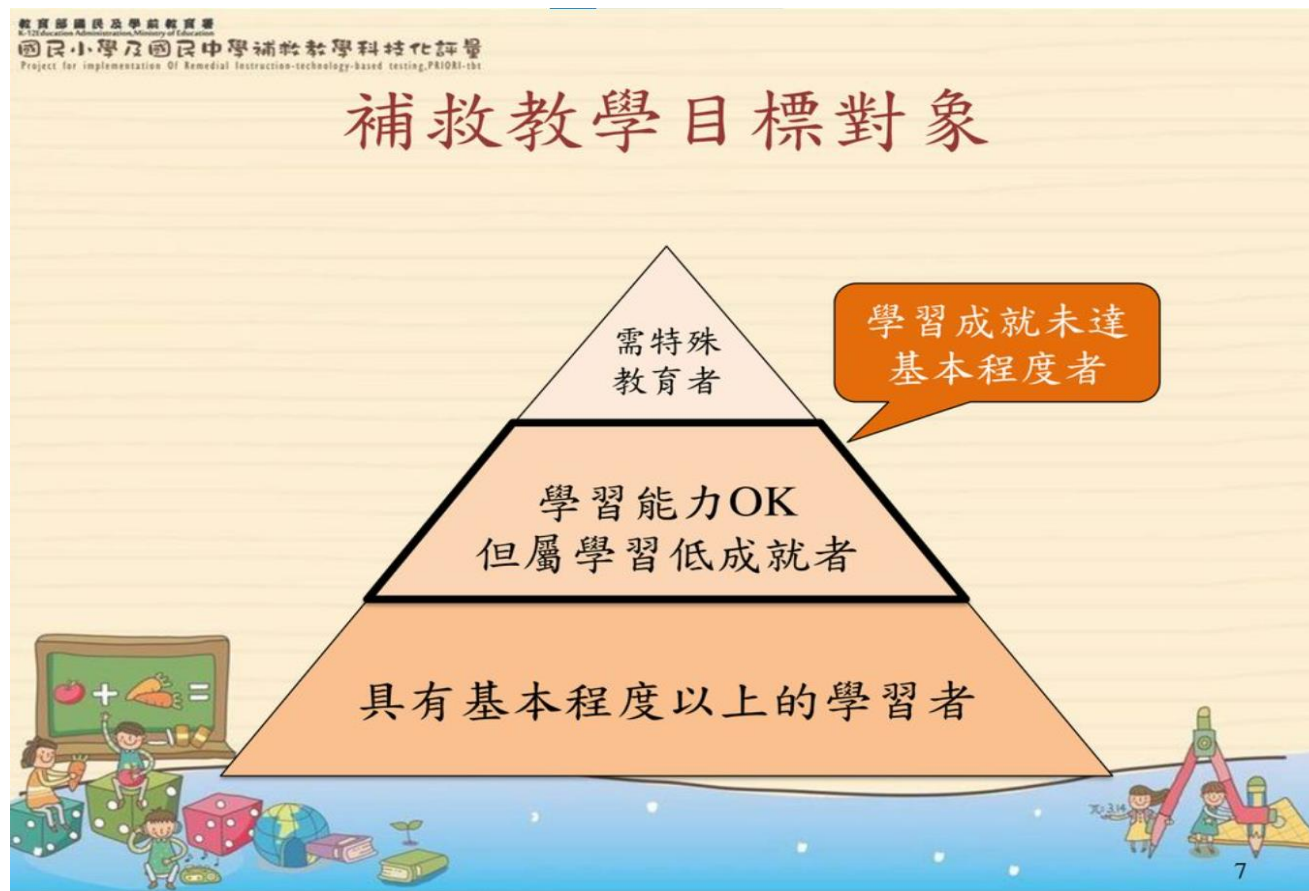 教育部國民及學前教育署
K-12Education Administration,Ministry of Education
國民小學及國民中學補救教學科技化評量
Project for implementation Of Remedial Instruction-technology-based testing,PRIORI-tbt
補救教學目標對象
需特殊
教育者
學習成就未達
基本程度者
學習能力OK
但屬學習低成就者
具有基本程度以上的學習者
π=3.14
7